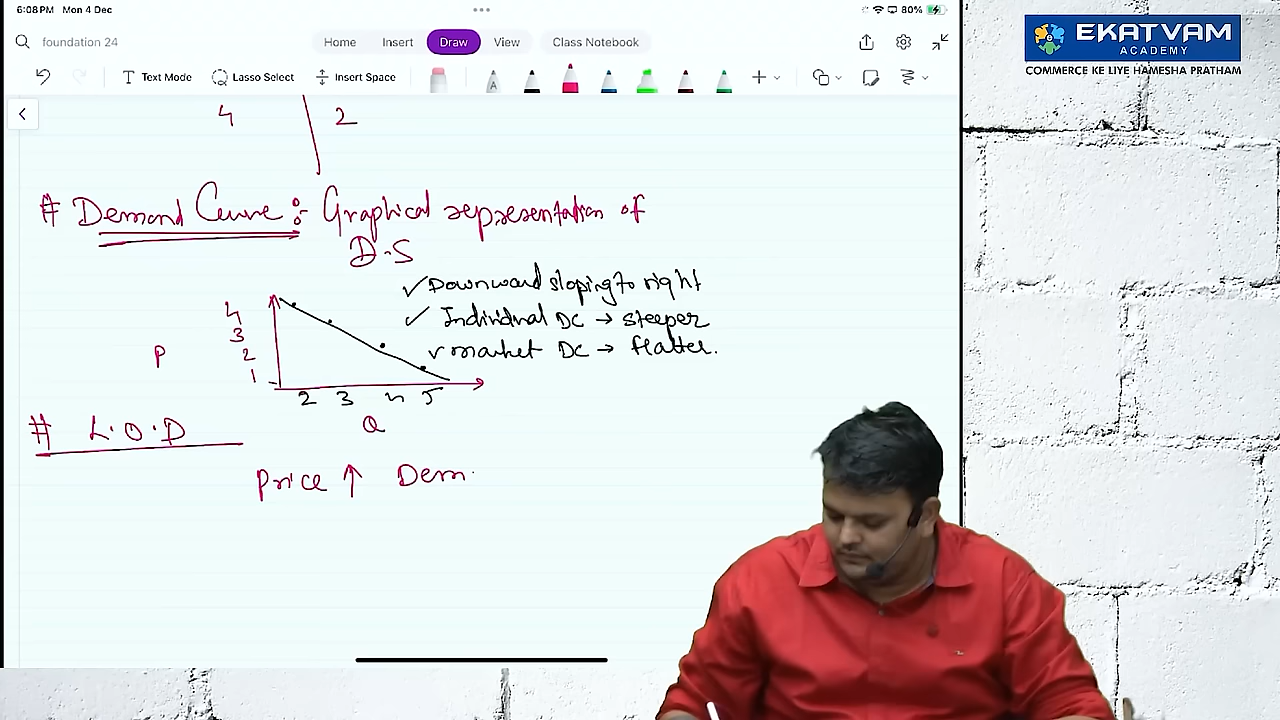 6:08 PM Mon 4 Dec
80%
foundation 24
Home Insert Draw View Class Notebook
Text Mode Lasso Select Insert Space
EKATVAM
ACADEMY
COMMERCE KE LIYE HAMESHA PRATHAM
4 2
# Demand Curve :- Graphical representation of
D.S
✓ Downward sloping to right
✓ Individual DC → steeper
✓ market DC → flatter.
4
3
2
1
P
2 3 4 5
Q
# L.O.D
Price ↑ Dem